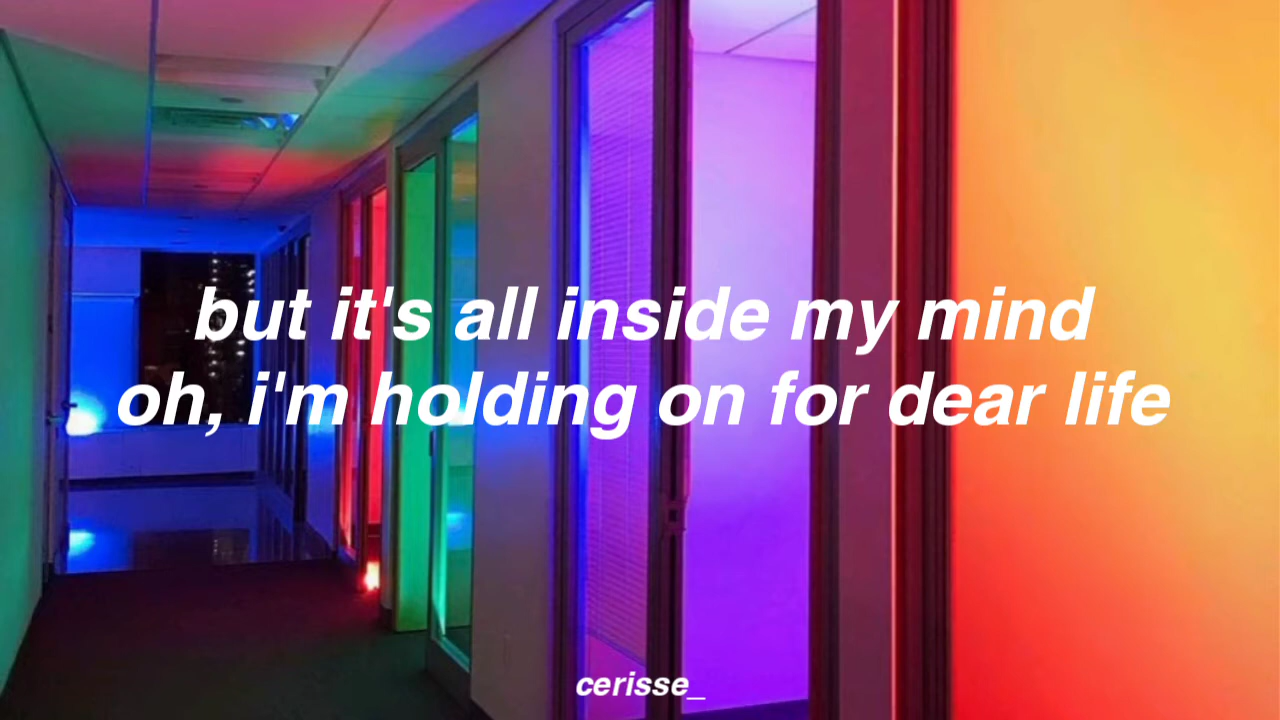 but it's all inside my mind
oh, i'm holding on for dear life
cerisse_